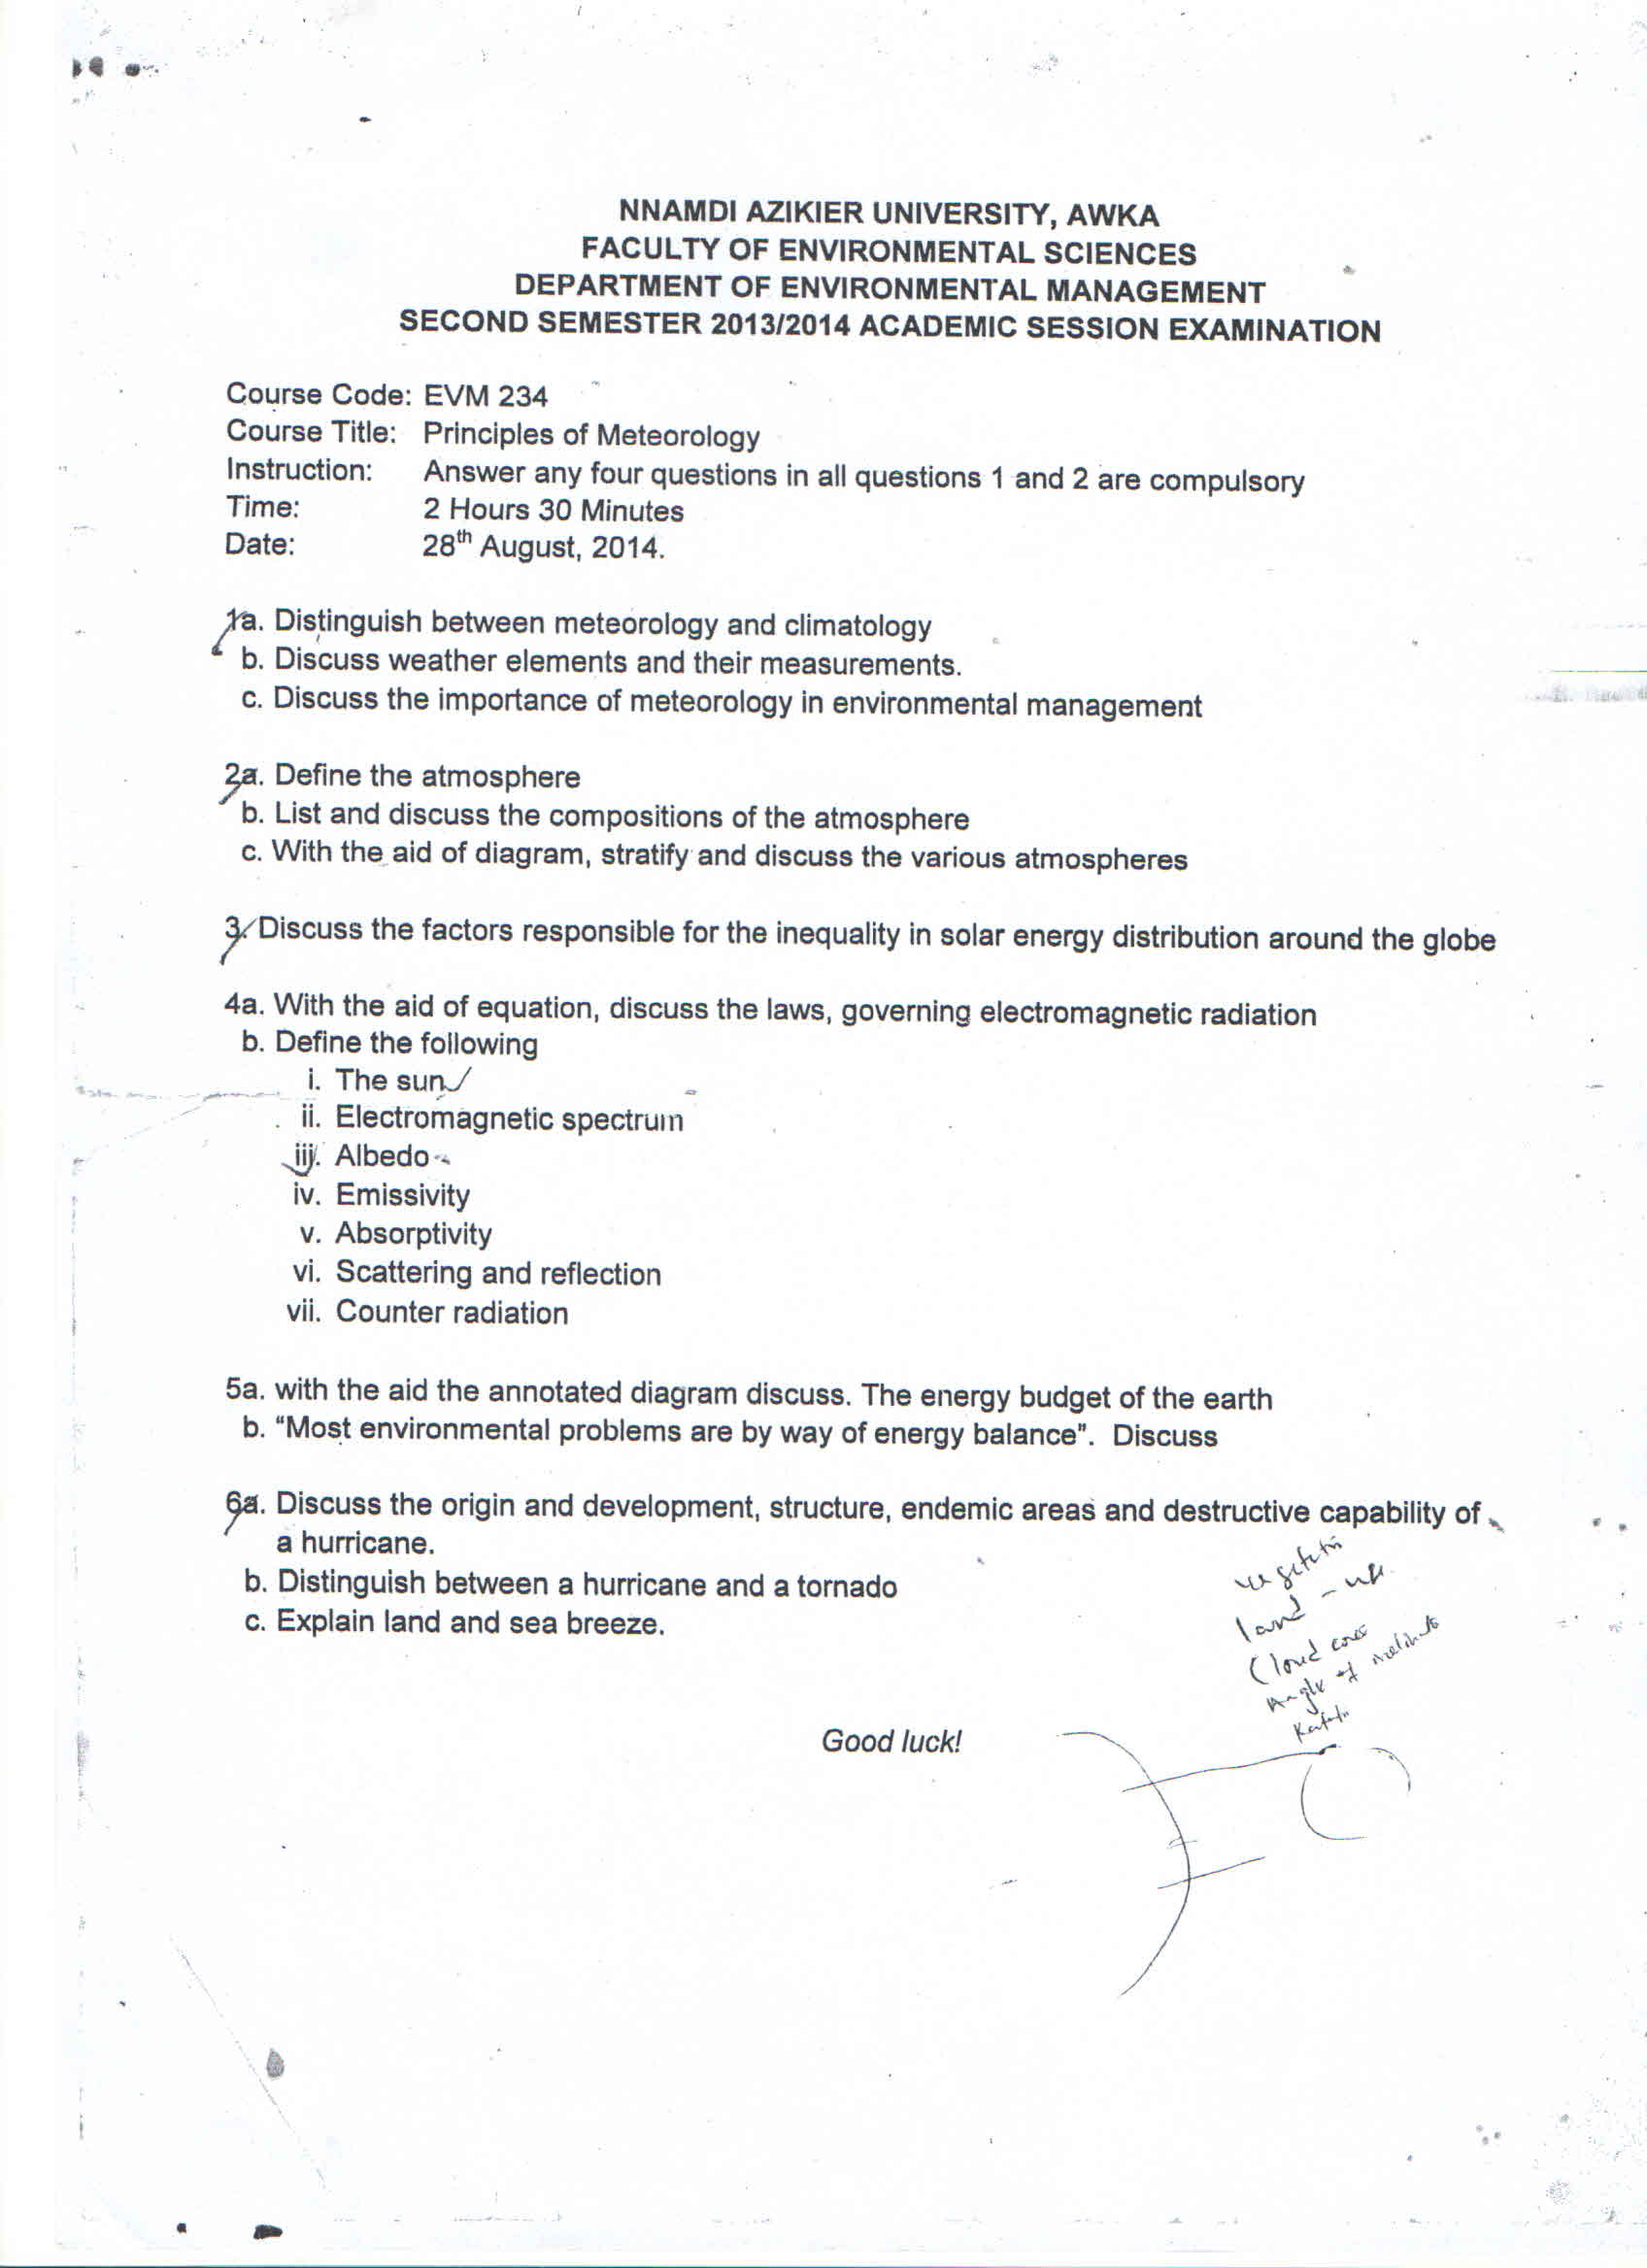 NNAMDI AZIKIER UNIVERSITY, AWKA
FACULTY OF ENVIRONMENTAL SCIENCES
DEPARTMENT OF ENVIRONMENTAL MANAGEMENT
SECOND SEMESTER 2013/2014 ACADEMIC SESSION EXAMINATION
Course Code: EVM 234
Course Title: Principles of Meteorology
Instruction: Answer any four questions in all questions 1 and 2 are compulsory
Time: 2 Hours 30 Minutes
Date: 28th August, 2014.
1a. Distinguish between meteorology and climatology
b. Discuss weather elements and their measurements.
c. Discuss the importance of meteorology in environmental management
2a. Define the atmosphere
b. List and discuss the compositions of the atmosphere
c. With the aid of diagram, stratify and discuss the various atmospheres
3. Discuss the factors responsible for the inequality in solar energy distribution around the globe
4a. With the aid of equation, discuss the laws, governing electromagnetic radiation
b. Define the following
i. The sun
ii. Electromagnetic spectrum
iii. Albedo
iv. Emissivity
v. Absorptivity
vi. Scattering and reflection
vii. Counter radiation
5a. with the aid the annotated diagram discuss. The energy budget of the earth
b. “Most environmental problems are by way of energy balance”. Discuss
6a. Discuss the origin and development, structure, endemic areas and destructive capability of
a hurricane.
b. Distinguish between a hurricane and a tornado
c. Explain land and sea breeze.
land -
Cloud cover
Angle of
Good luck!